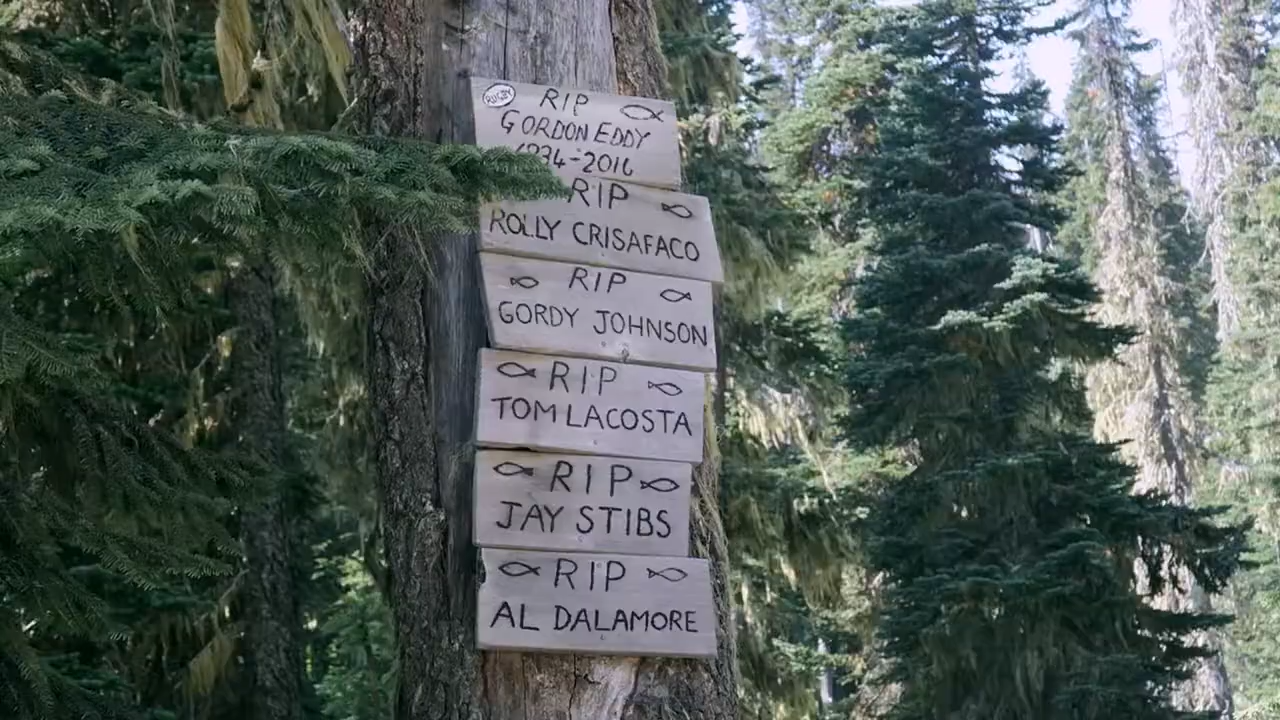 RUGBY
RIP
GORDON EDDY
1934-2016
RIP
ROLLY CRISAFACO
RIP
GORDY JOHNSON
RIP
TOM LACOSTA
RIP
JAY STIBS
RIP
AL DALAMORE